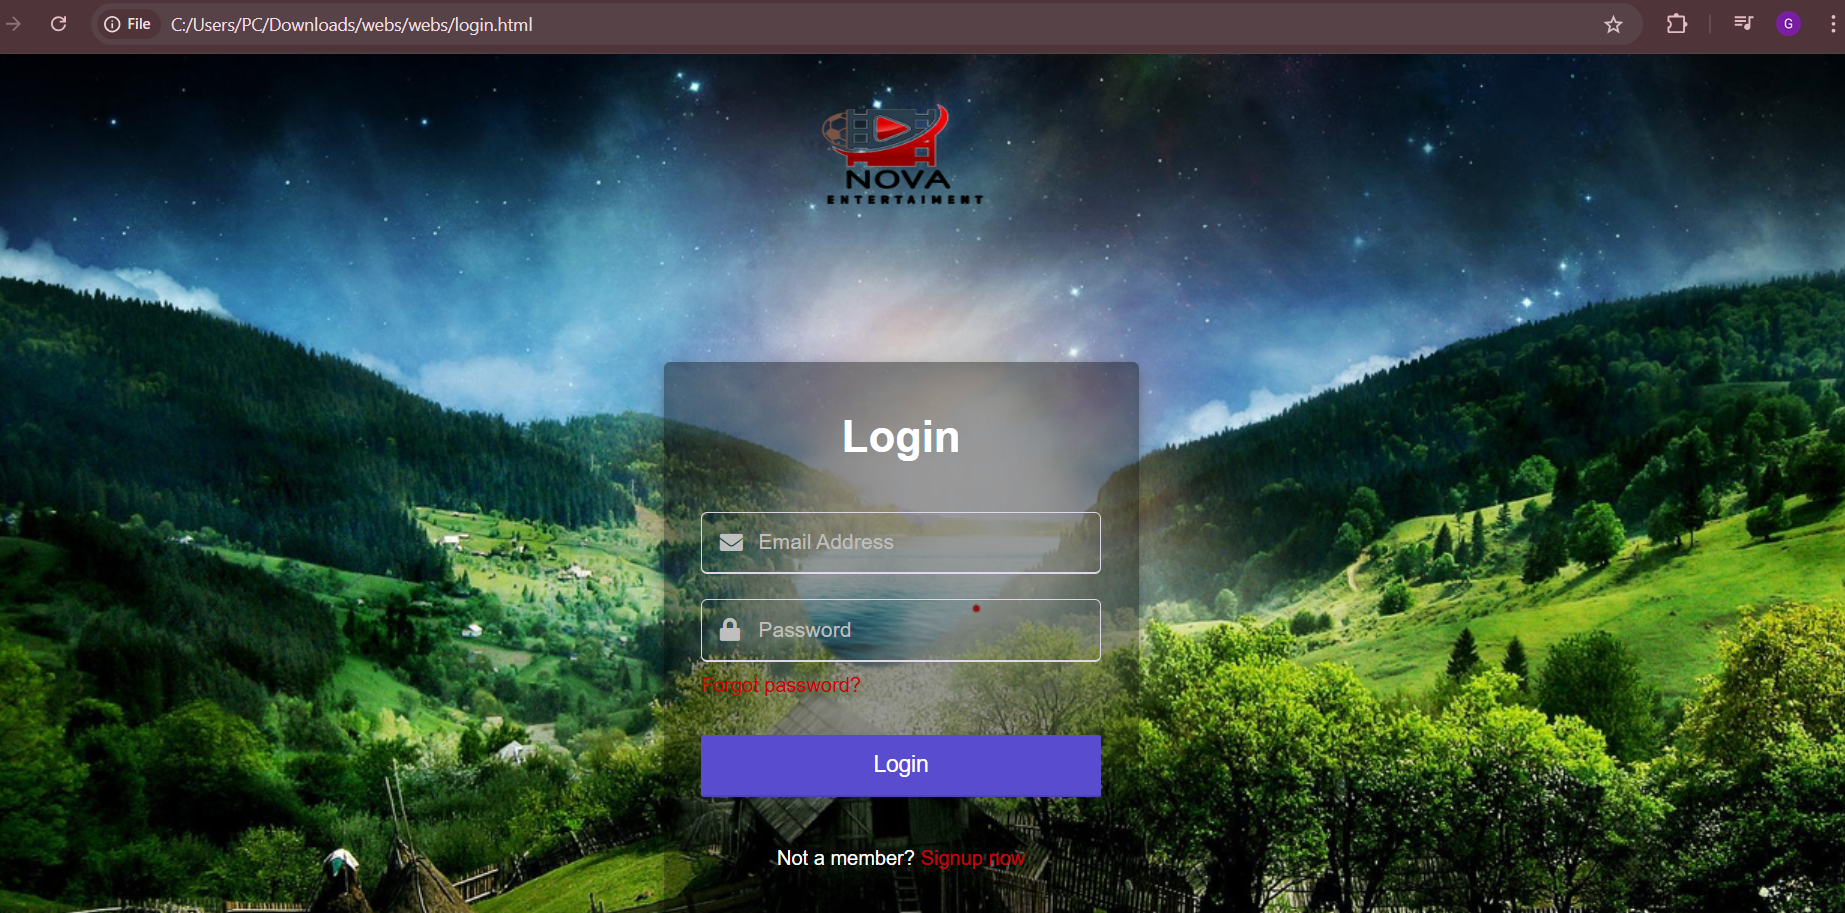 File C:/Users/PC/Downloads/webs/webs/login.html G
NOVA
ENTERTAIMENT
Login
Email Address
Password
Forgot password?
Login
Not a member? Signup now